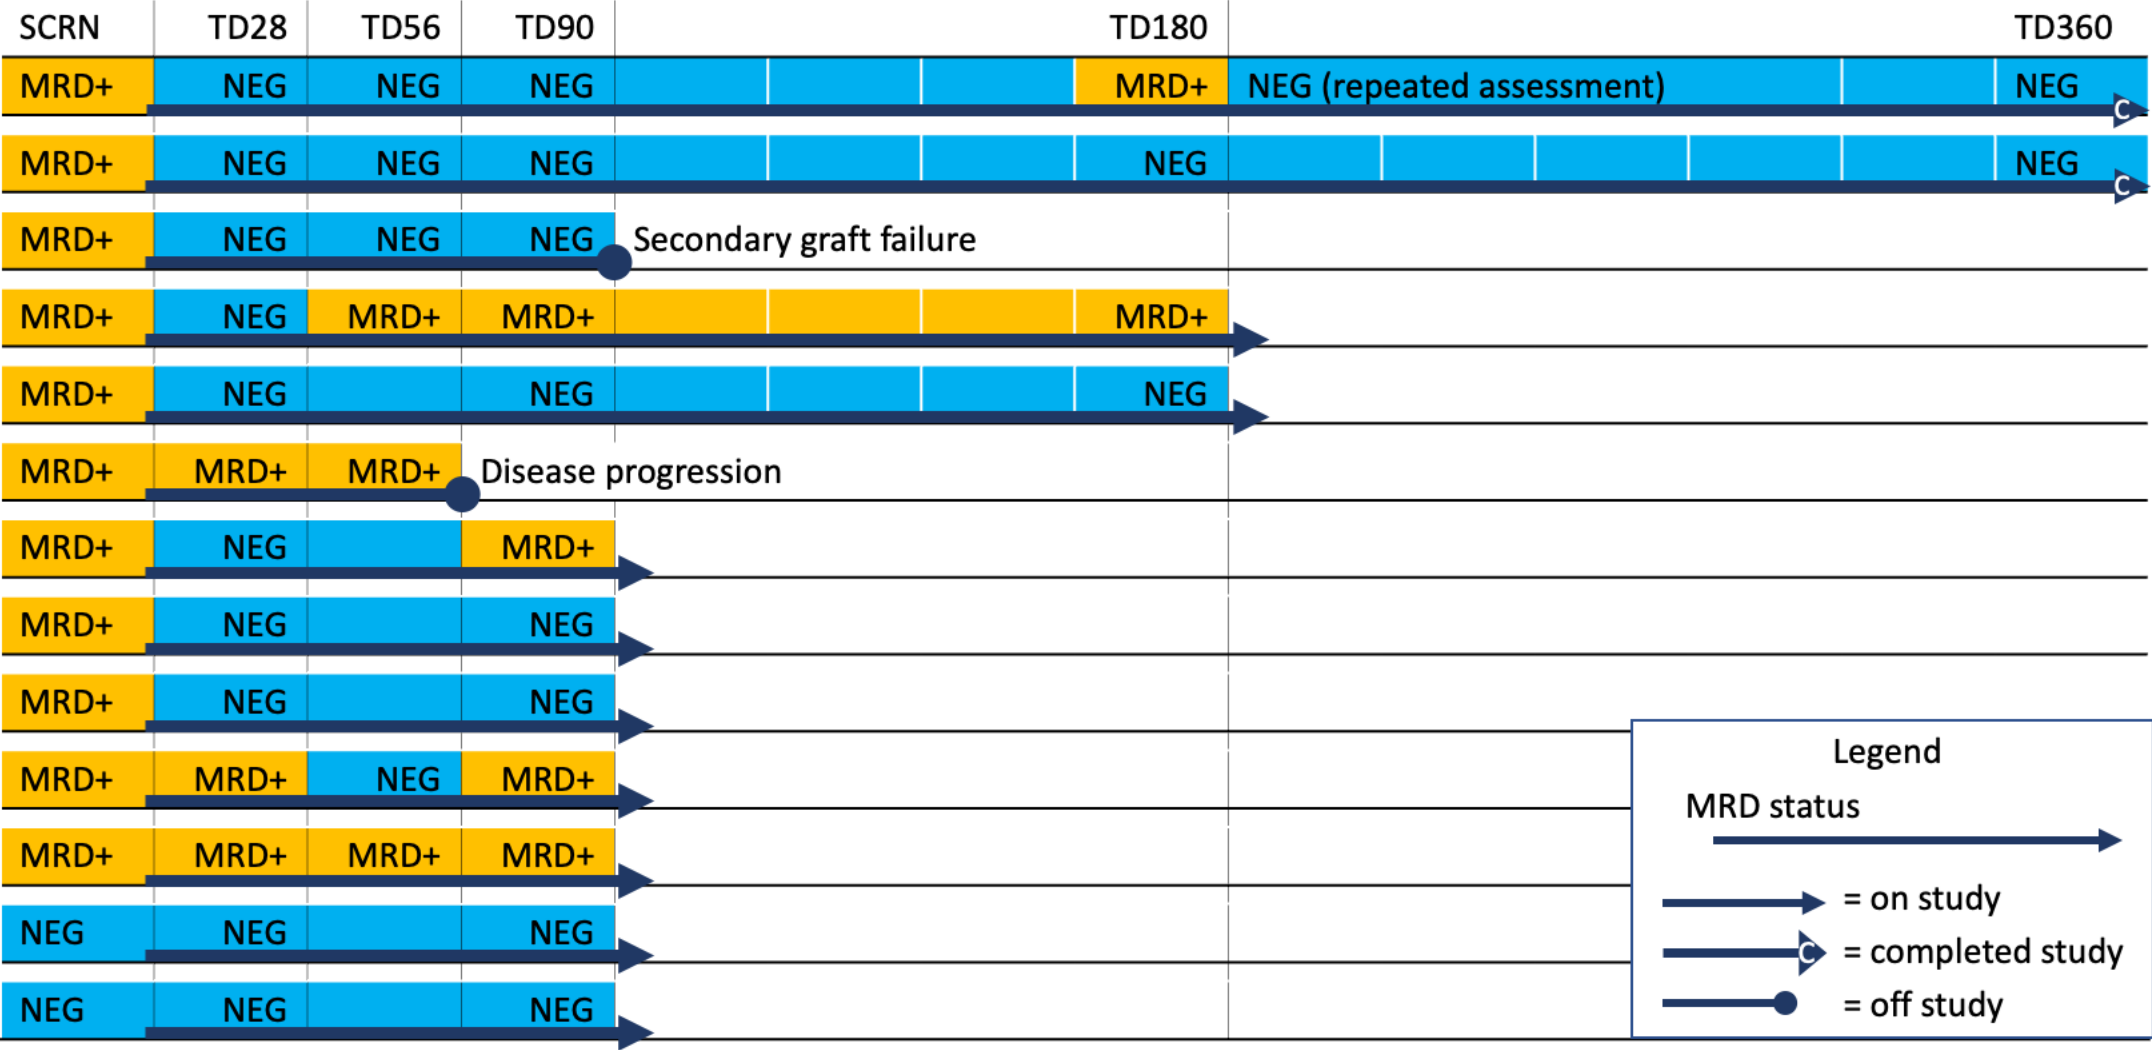 SCRN TD28 TD56 TD90 TD180 TD360
MRD+ NEG NEG NEG MRD+ NEG (repeated assessment) NEG
C
MRD+ NEG NEG NEG NEG NEG
C
MRD+ NEG NEG NEG Secondary graft failure
MRD+ NEG MRD+ MRD+ MRD+
MRD+ NEG NEG NEG
MRD+ MRD+ MRD+ Disease progression
MRD+ NEG MRD+
MRD+ NEG NEG
MRD+ NEG NEG
MRD+ MRD+ NEG MRD+
MRD+ MRD+ MRD+ MRD+
NEG NEG NEG
NEG NEG NEG
Legend
MRD status
= on study
C = completed study
= off study